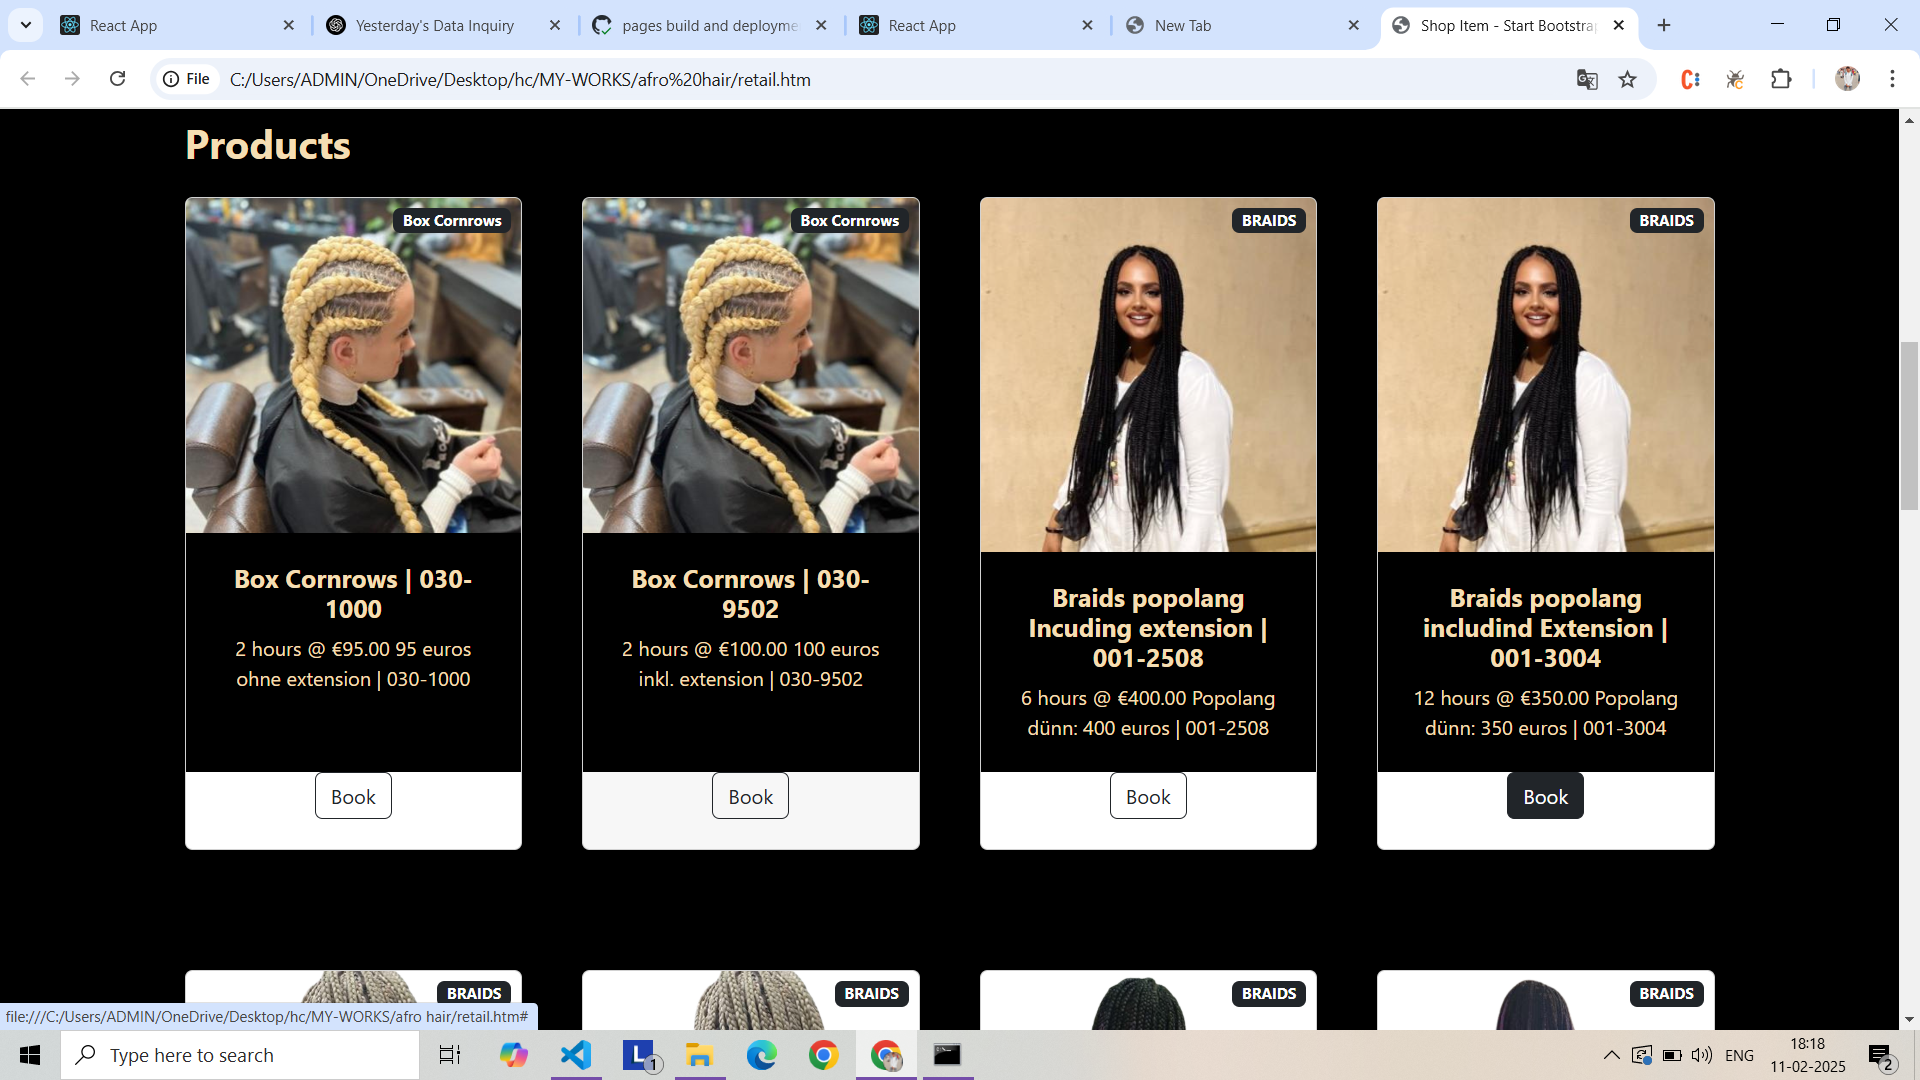 React App
Yesterday's Data Inquiry
pages build and deployme
React App
New Tab
Shop Item - Start Bootstrap
File
C:/Users/ADMIN/OneDrive/Desktop/hc/MY-WORKS/afro%20hair/retail.htm
Products
Box Cornrows
Box Cornrows
BRAIDS
BRAIDS
Box Cornrows | 030-
1000
2 hours @ €95.00 95 euros
ohne extension | 030-1000
Book
Box Cornrows | 030-
9502
2 hours @ €100.00 100 euros
inkl. extension | 030-9502
Book
Braids popolang
Incuding extension |
001-2508
6 hours @ €400.00 Popolang
dünn: 400 euros | 001-2508
Book
Braids popolang
includind Extension |
001-3004
12 hours @ €350.00 Popolang
dünn: 350 euros | 001-3004
Book
BRAIDS
BRAIDS
BRAIDS
BRAIDS
file:///C:/Users/ADMIN/OneDrive/Desktop/hc/MY-WORKS/afro hair/retail.htm#
Type here to search
L
1
ENG
18:18
11-02-2025
2